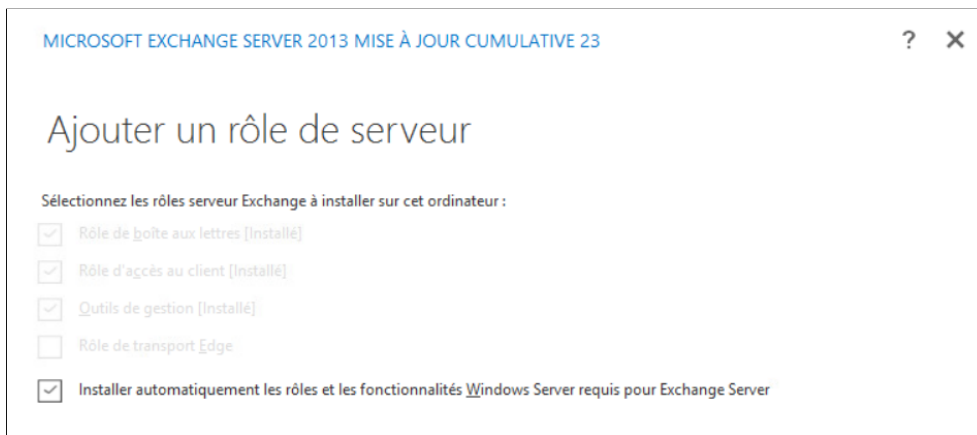 MICROSOFT EXCHANGE SERVER 2013 MISE À JOUR CUMULATIVE 23
?
Ajouter un rôle de serveur
Sélectionnez les rôles serveur Exchange à installer sur cet ordinateur :
Rôle de boîte aux lettres [Installé]
Rôle d'accès au client [Installé]
Outils de gestion [Installé]
Rôle de transport Edge
Installer automatiquement les rôles et les fonctionnalités Windows Server requis pour Exchange Server